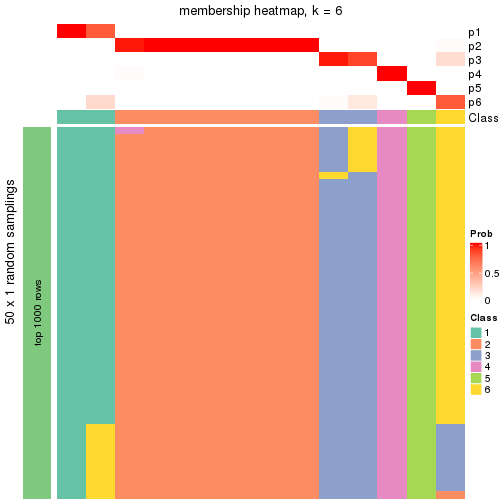 membership heatmap, k = 6
p1
p2
p3
p4
p5
p6
Class
50 x 1 random samplings
top 1000 rows
Prob
1
0.5
0
Class
1
2
3
4
5
6